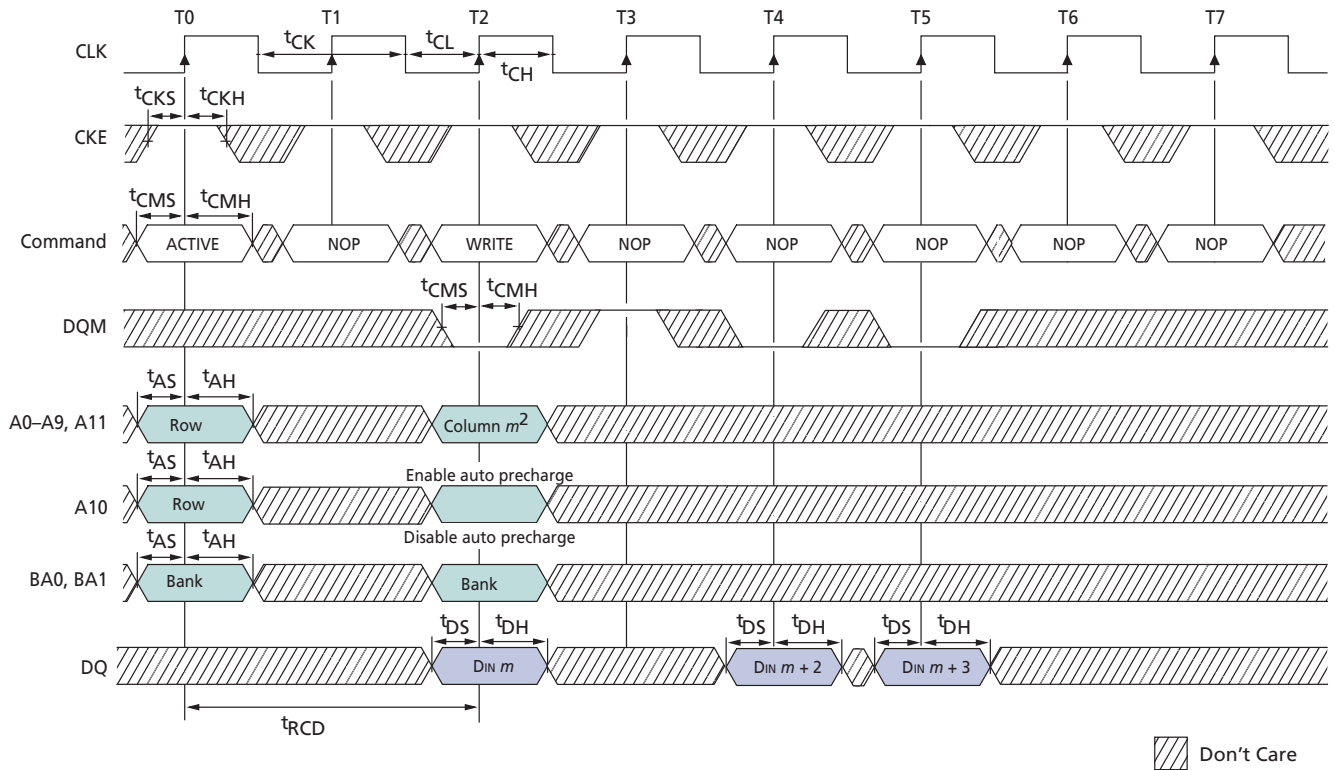 T0 T1 T2 T3 T4 T5 T6 T7
CLK
tCK tCL
tCH
tCKS tCKH
CKE
tCMS tCMH
Command ACTIVE NOP WRITE NOP NOP NOP NOP NOP
tCMS tCMH
DQM
tAS tAH
A0–A9, A11 Row Column m2
tAS tAH Enable auto precharge
A10 Row
tAS tAH Disable auto precharge
BA0, BA1 Bank Bank
tDS tDH tDS tDH tDS tDH
DQ DIN m DIN m + 2 DIN m + 3
tRCD
Don't Care